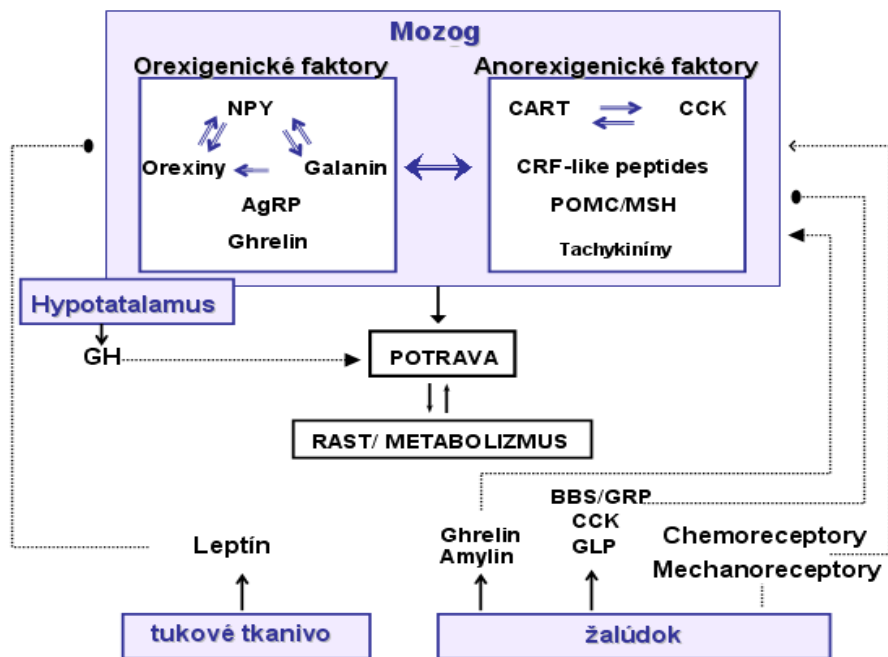 Mozog
Orexigenické faktory
Anorexigenické faktory
NPY
Orexiny
Galanin
AgRP
Ghrelin
CART
CCK
CRF-like peptides
POMC/MSH
Tachykiníny
Hypotatalamus
GH
POTRAVA
RAST/ METABOLIZMUS
Leptín
Ghrelin
Amylin
BBS/GRP
CCK
GLP
Chemoreceptory
Mechanoreceptory
tukové tkanivo
žalúdok